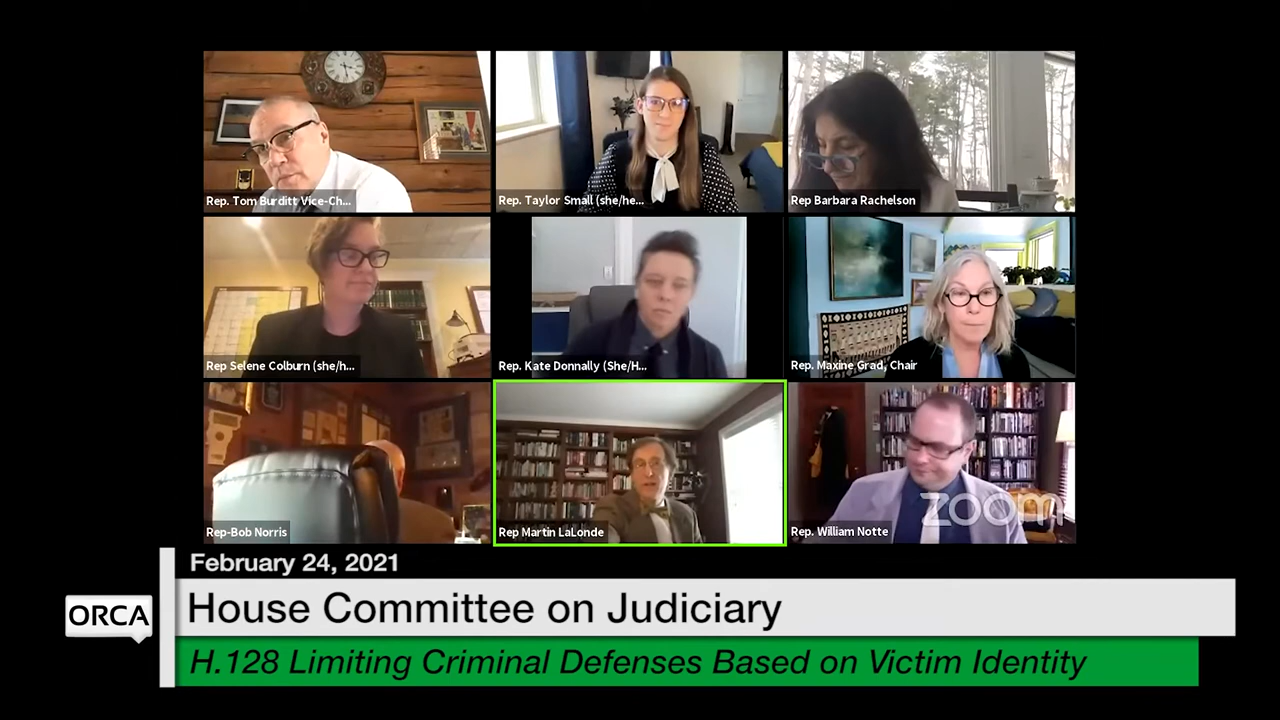 Rep. Tom Burditt Vice-Ch...
Rep. Taylor Small (she/he...
Rep Barbara Rachelson
Rep Selene Colburn (she/h...
Rep. Kate Donnally (She/H...
Rep. Maxine Grad, Chair
Rep-Bob Norris
Rep Martin LaLonde
Rep. William Notte
zoom
February 24, 2021
ORCA
House Committee on Judiciary
H.128 Limiting Criminal Defenses Based on Victim Identity